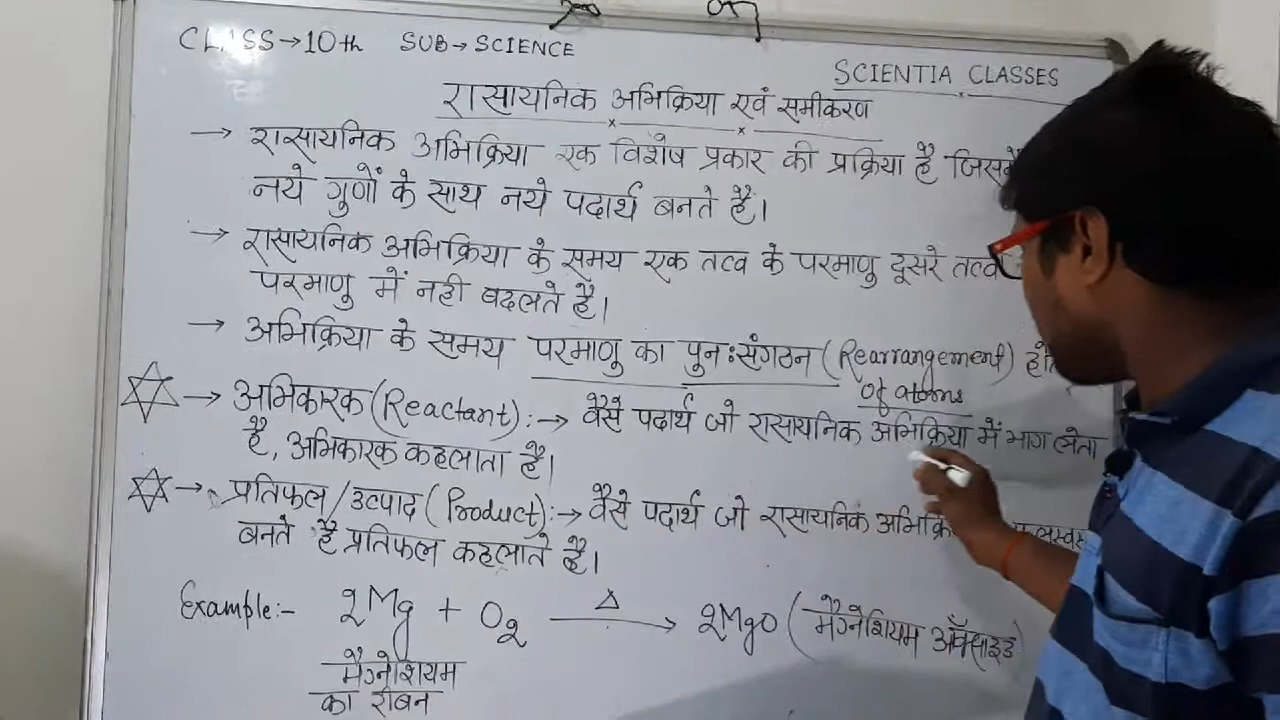 CLASS→10th SUB→SCIENCE
SCIENTIA CLASSES
रासायनिक अभिक्रिया एवं समीकरण
→ रासायनिक अभिक्रिया एक विशेष प्रकार की प्रक्रिया है
नये गुणों के साथ नये पदार्थ बनते है।
→ रासायनिक अभिक्रिया के समय एक तत्व के परमाणु दूसरे तत्व
परमाणु में नही बदलते है।
→ अभिक्रिया के समय परमाणु का पुनःसंगठन (Rearrangement)
of atoms
→ अभिकारक (Reactant):→ वैसे पदार्थ जो रासायनिक अभिक्रिया में भाग लेता
है, अभिकारक कहलाता है।
→ प्रतिफल/उत्पाद (Product):→ वैसे पदार्थ जो रासायनिक
बनते है प्रतिफल कहलाते है।
Example:- 2Mg + O2 —Δ→ 2MgO (मैग्नेशियम ऑक्साइड)
मैग्नेशियम
का रीबन